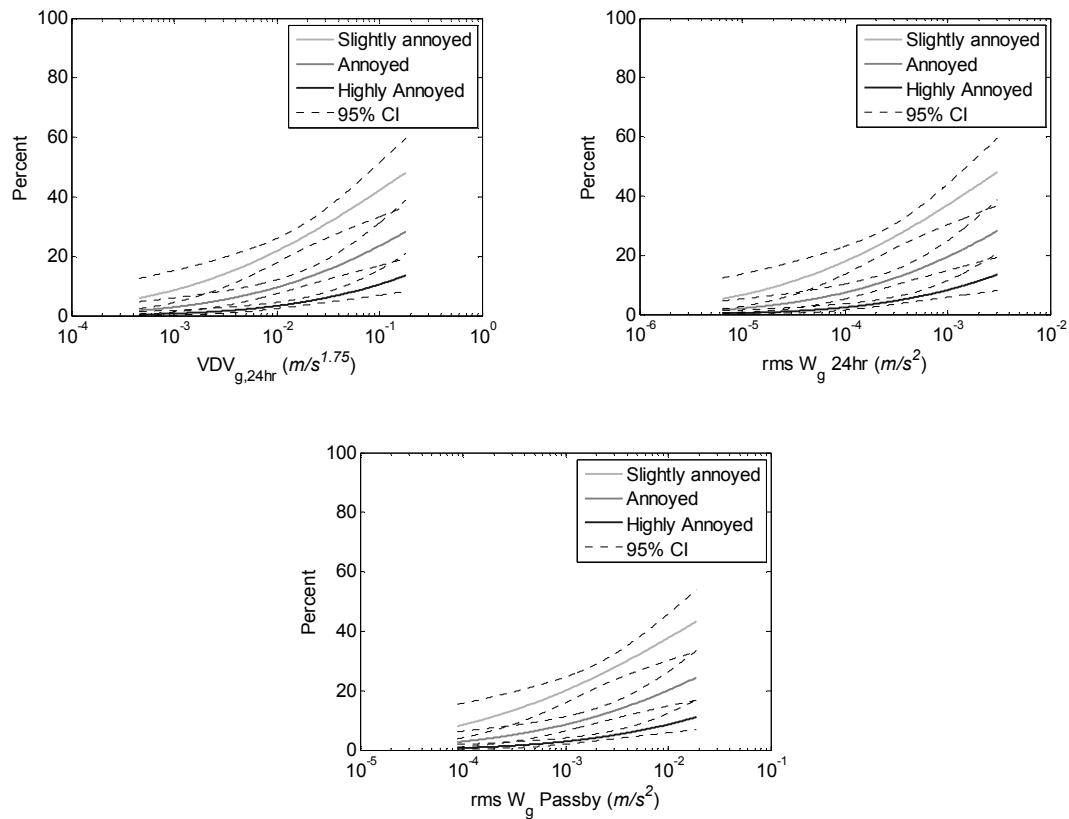 100
80
60
40
20
0
Percent
Slightly annoyed
Annoyed
Highly Annoyed
95% CI
10^-4
10^-3
10^-2
10^-1
10^0
VDV_g,24hr (m/s^1.75)
100
80
60
40
20
0
Percent
Slightly annoyed
Annoyed
Highly Annoyed
95% CI
10^-6
10^-5
10^-4
10^-3
10^-2
rms W_g 24hr (m/s^2)
100
80
60
40
20
0
Percent
Slightly annoyed
Annoyed
Highly Annoyed
95% CI
10^-5
10^-4
10^-3
10^-2
10^-1
rms W_g Passby (m/s^2)